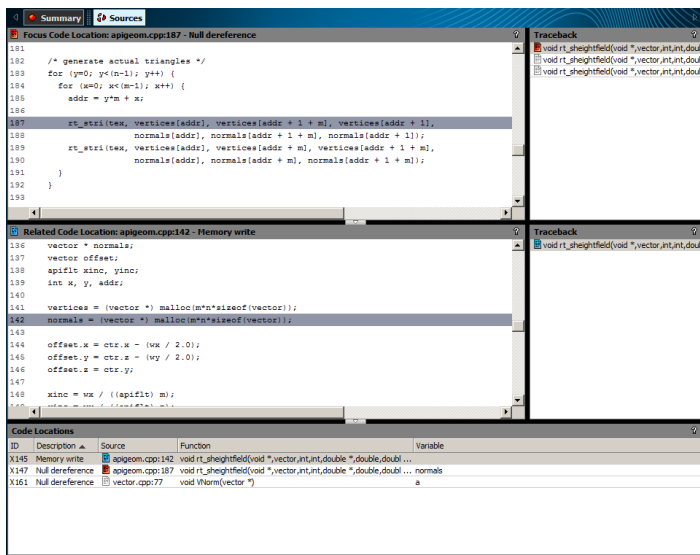 Summary Sources
Focus Code Location: apigeom.cpp:187 - Null dereference ?
181
182 /* generate actual triangles */
183 for (y=0; y<(n-1); y++) {
184 for (x=0; x<(m-1); x++) {
185 addr = y*m + x;
186
187 rt_stri(tex, vertices[addr], vertices[addr + 1 + m], vertices[addr + 1],
188 normals[addr], normals[addr + 1 + m], normals[addr + 1]);
189 rt_stri(tex, vertices[addr], vertices[addr + m], vertices[addr + 1 + m],
190 normals[addr], normals[addr + m], normals[addr + 1 + m]);
191 }
192 }
193
Traceback ?
void rt_sheightfield(void *,vector,int,int,doubl
void rt_sheightfield(void *,vector,int,int,doubl
void rt_sheightfield(void *,vector,int,int,doubl
Related Code Location: apigeom.cpp:142 - Memory write ?
136 vector * normals;
137 vector offset;
138 apiflt xinc, yinc;
139 int x, y, addr;
140
141 vertices = (vector *) malloc(m*n*sizeof(vector));
142 normals = (vector *) malloc(m*n*sizeof(vector));
143
144 offset.x = ctr.x - (wx / 2.0);
145 offset.y = ctr.z - (wy / 2.0);
146 offset.z = ctr.y;
147
148 xinc = wx / ((apiflt) m);
Traceback ?
void rt_sheightfield(void *,vector,int,int,doubl
Code Locations ?
ID Description Source Function Variable
X145 Memory write apigeom.cpp:142 void rt_sheightfield(void *,vector,int,int,double *,double,doubl ...
X147 Null dereference apigeom.cpp:187 void rt_sheightfield(void *,vector,int,int,double *,double,doubl ... normals
X161 Null dereference vector.cpp:77 void VNorm(vector *) a